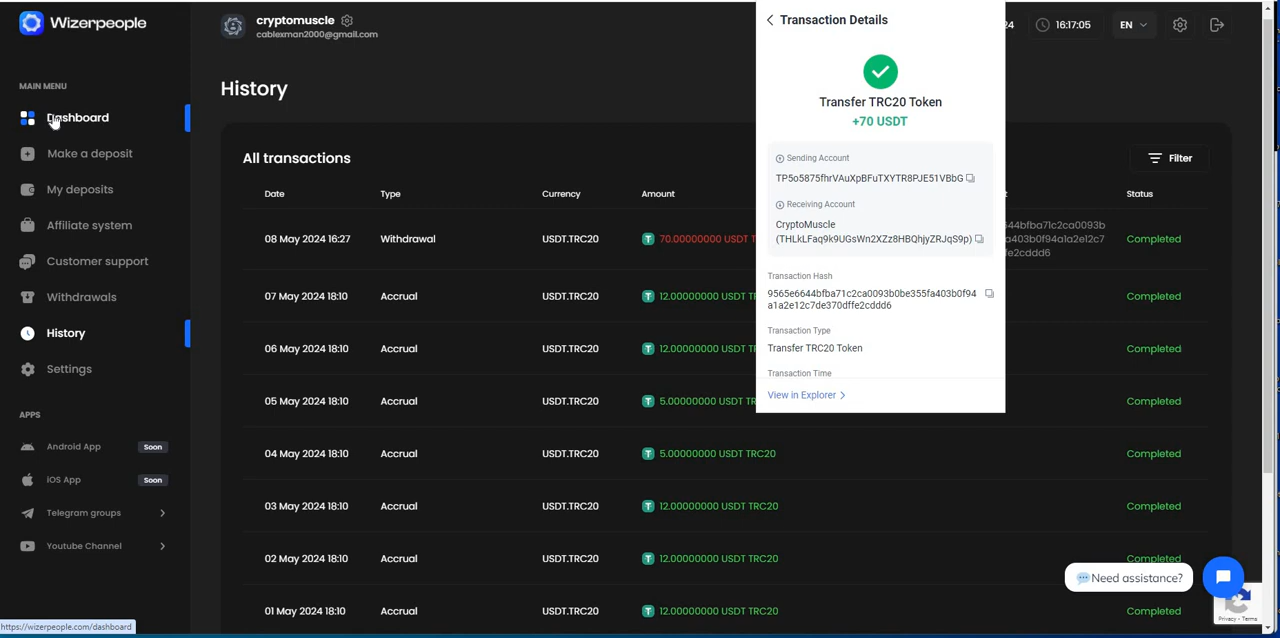 Wizerpeople
cryptomuscle
cablexman2000@gmail.com
24
16:17:05
EN
MAIN MENU
Dashboard
Make a deposit
My deposits
Affiliate system
Customer support
Withdrawals
History
Settings
APPS
Android App Soon
iOS App Soon
Telegram groups
Youtube Channel
https://wizerpeople.com/dashboard
History
All transactions
Filter
Date Type Currency Amount Status
08 May 2024 16:27 Withdrawal USDT.TRC20 70.00000000 USDT T Completed
644bfba71c2ca0093b
a403b0f94a1a2e12c7
fe2cddd6
07 May 2024 18:10 Accrual USDT.TRC20 12.00000000 USDT T Completed
06 May 2024 18:10 Accrual USDT.TRC20 12.00000000 USDT T Completed
05 May 2024 18:10 Accrual USDT.TRC20 5.00000000 USDT TR Completed
04 May 2024 18:10 Accrual USDT.TRC20 5.00000000 USDT TRC20 Completed
03 May 2024 18:10 Accrual USDT.TRC20 12.00000000 USDT TRC20 Completed
02 May 2024 18:10 Accrual USDT.TRC20 12.00000000 USDT TRC20 Completed
01 May 2024 18:10 Accrual USDT.TRC20 12.00000000 USDT TRC20 Completed
Transaction Details
Transfer TRC20 Token
+70 USDT
Sending Account
TP5o5875fhrVAuXpBFuTXYTR8PJE51VBbG
Receiving Account
CryptoMuscle
(THLkLFaq9k9UGsWn2XZz8HBQhjyZRJqS9p)
Transaction Hash
9565e6644bfba71c2ca0093b0be355fa403b0f94
a1a2e12c7de370dffe2cddd6
Transaction Type
Transfer TRC20 Token
Transaction Time
View in Explorer
Need assistance?
Privacy - Terms